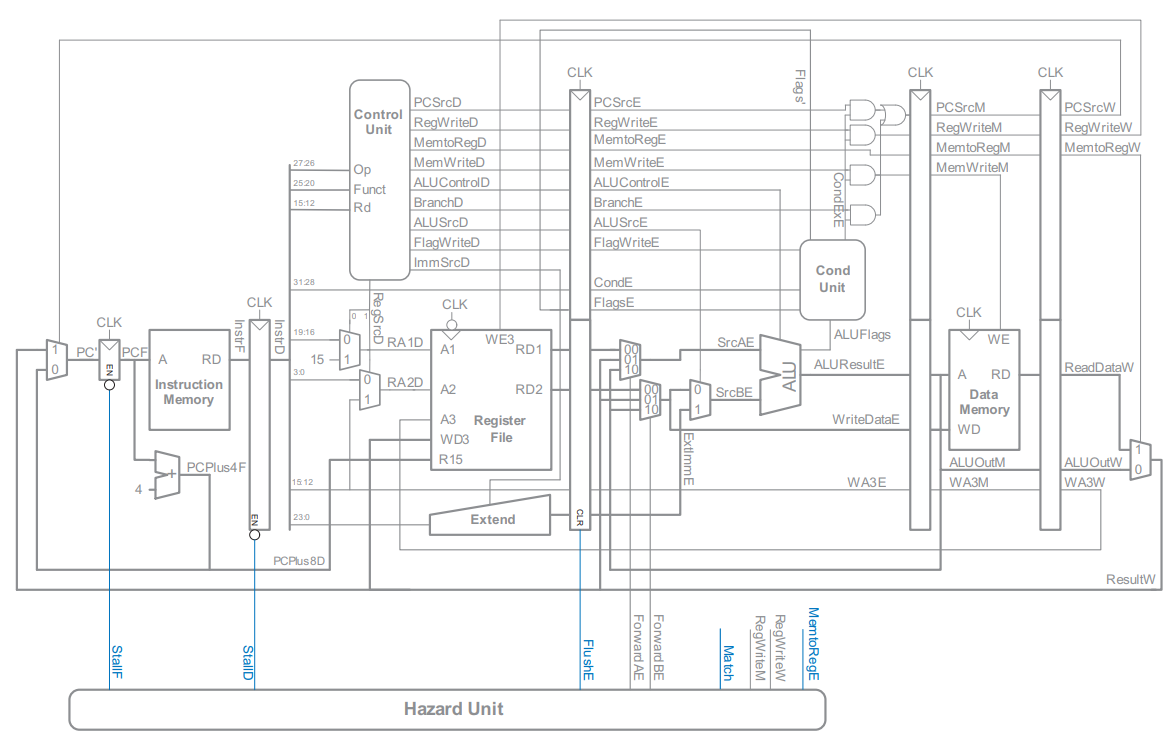 CLK
CLK
CLK
Flags'
Control
Unit
PCSrcD
RegWriteD
MemtoRegD
MemWriteD
ALUControlD
BranchD
ALUSrcD
FlagWriteD
ImmSrcD
PCSrcE
RegWriteE
MemtoRegE
MemWriteE
ALUControlE
BranchE
ALUSrcE
FlagWriteE
CondE
FlagsE
PCSrcM
RegWriteM
MemtoRegM
MemWriteM
PCSrcW
RegWriteW
MemtoRegW
27:26
25:20
15:12
Op
Funct
Rd
CondExE
Cond
Unit
31:28
CLK
CLK
CLK
CLK
RegSrcD
0 1
InstrF
InstrD
19:16
0
1
15
RA1D
A1
WE3
RD1
00
01
10
SrcAE
ALUFlags
WE
1
0
PC'
EN
PCF
A
RD
Instruction
Memory
3:0
0
1
RA2D
A2
RD2
00
01
10
0
1
SrcBE
ALU
ALUResultE
A
RD
Data
Memory
WD
ReadDataW
A3
WD3
R15
Register
File
WriteDataE
ExtImmE
1
0
+
4
PCPlus4F
ALUOutM
ALUOutW
15:12
WA3E
WA3M
WA3W
EN
23:0
Extend
CLR
PCPlus8D
ResultW
StallF
StallD
FlushE
ForwardAE
ForwardBE
Match
RegWriteM
RegWriteW
MemtoRegE
Hazard Unit